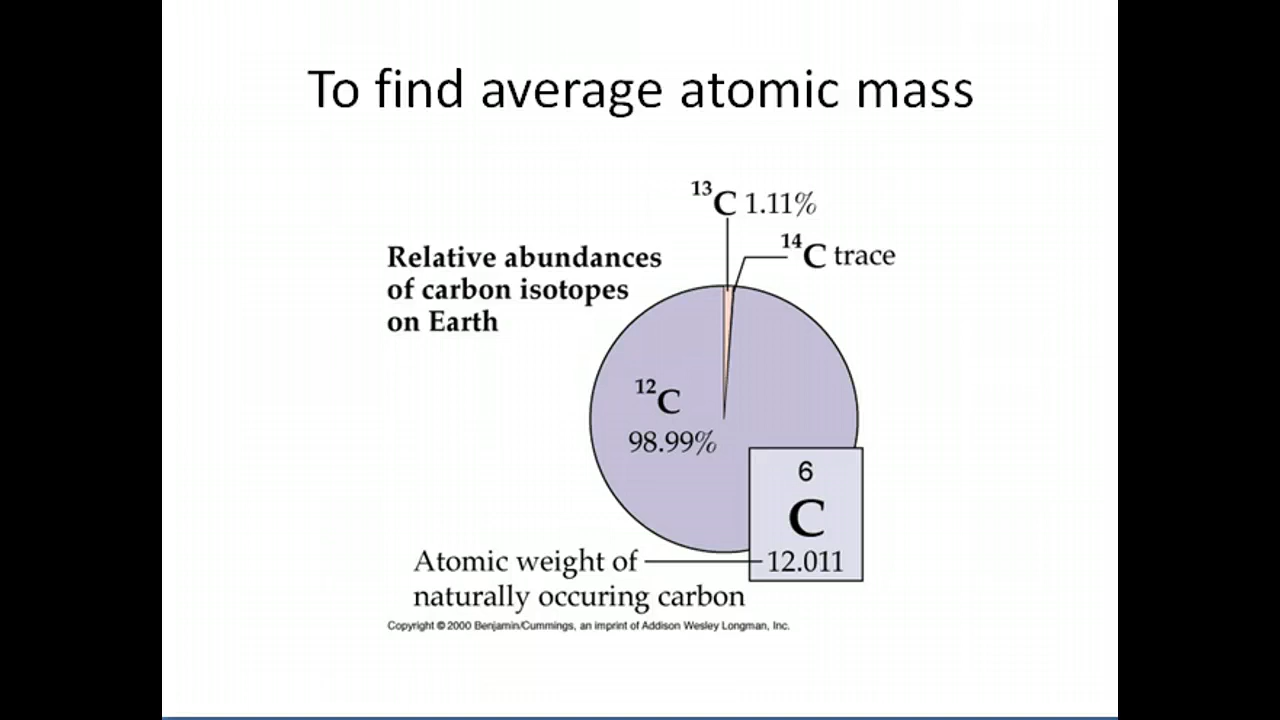 To find average atomic mass
¹³C 1.11%
¹⁴C trace
Relative abundances
of carbon isotopes
on Earth
¹²C
98.99%
6
C
12.011
Atomic weight of
naturally occuring carbon
Copyright © 2000 Benjamin/Cummings, an imprint of Addison Wesley Longman, Inc.